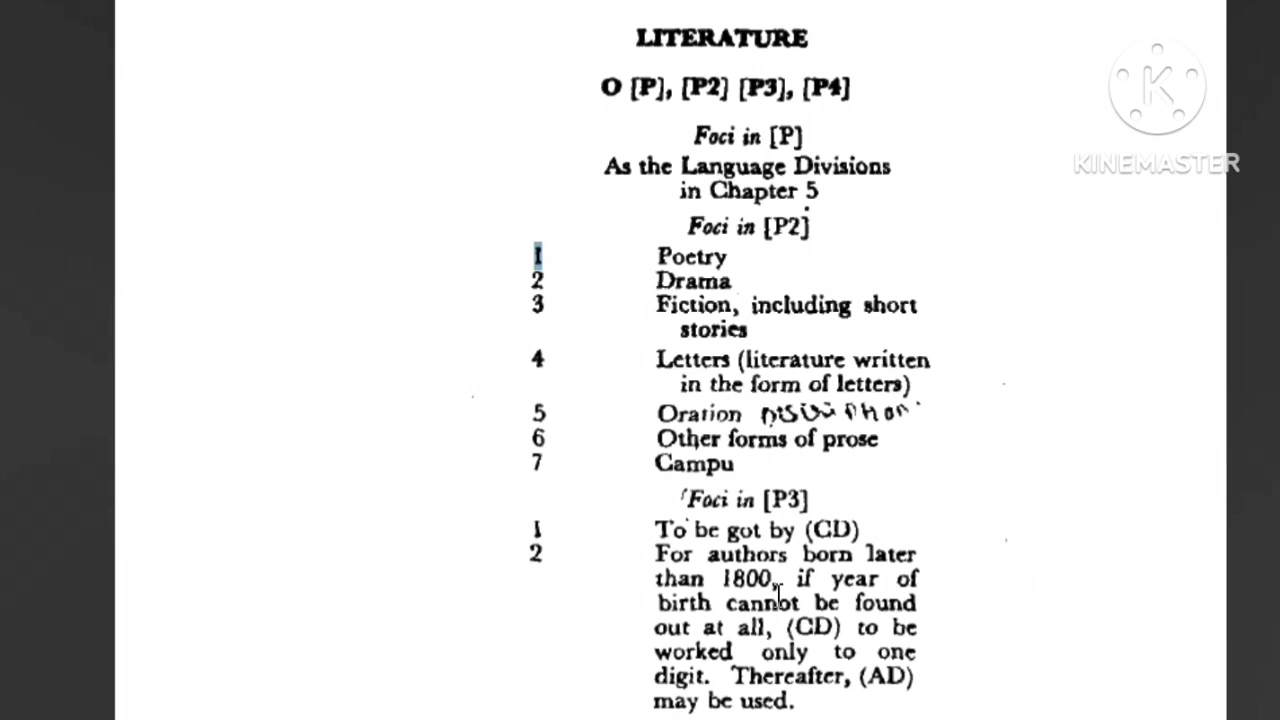 LITERATURE
O [P], [P2] [P3], [P4]
Foci in [P]
As the Language Divisions
in Chapter 5
Foci in [P2]
1 Poetry
2 Drama
3 Fiction, including short
stories
4 Letters (literature written
in the form of letters)
5 Oration
6 Other forms of prose
7 Campu
Foci in [P3]
1 To be got by (CD)
2 For authors born later
than 1800, if year of
birth cannot be found
out at all, (CD) to be
worked only to one
digit. Thereafter, (AD)
may be used.
K
KINEMASTER